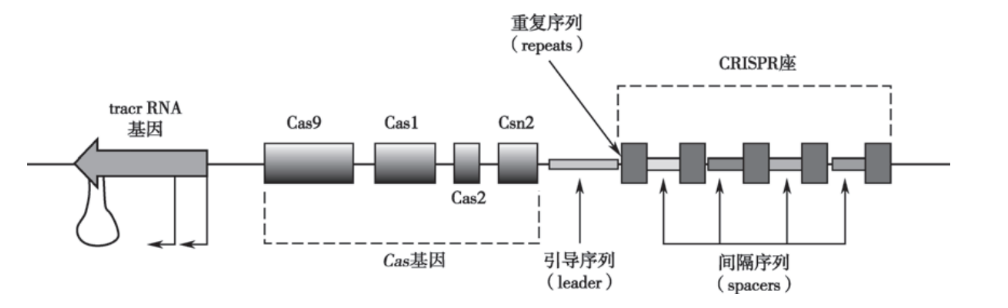 重复序列
（repeats）
CRISPR座
tracr RNA
基因
Cas9
Cas1
Csn2
Cas2
Cas基因
引导序列
（leader）
间隔序列
（spacers）